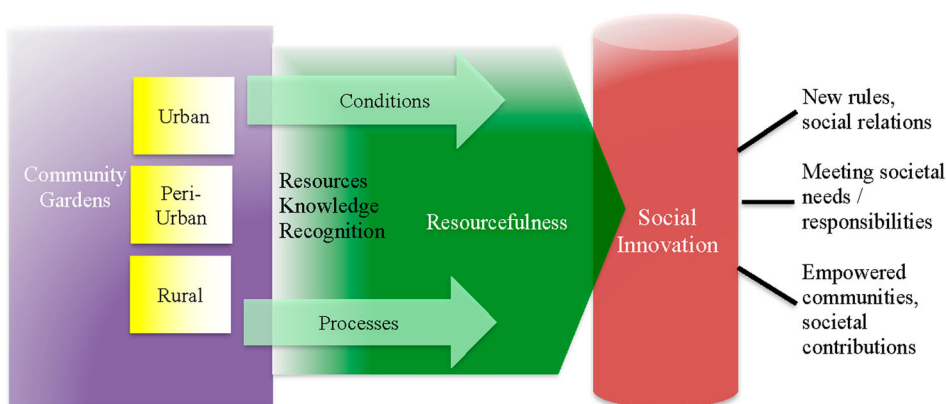 Community
Gardens
Urban
Peri-
Urban
Rural
Conditions
Resources
Knowledge
Recognition
Processes
Resourcefulness
Social
Innovation
New rules,
social relations
Meeting societal
needs /
responsibilities
Empowered
communities,
societal
contributions